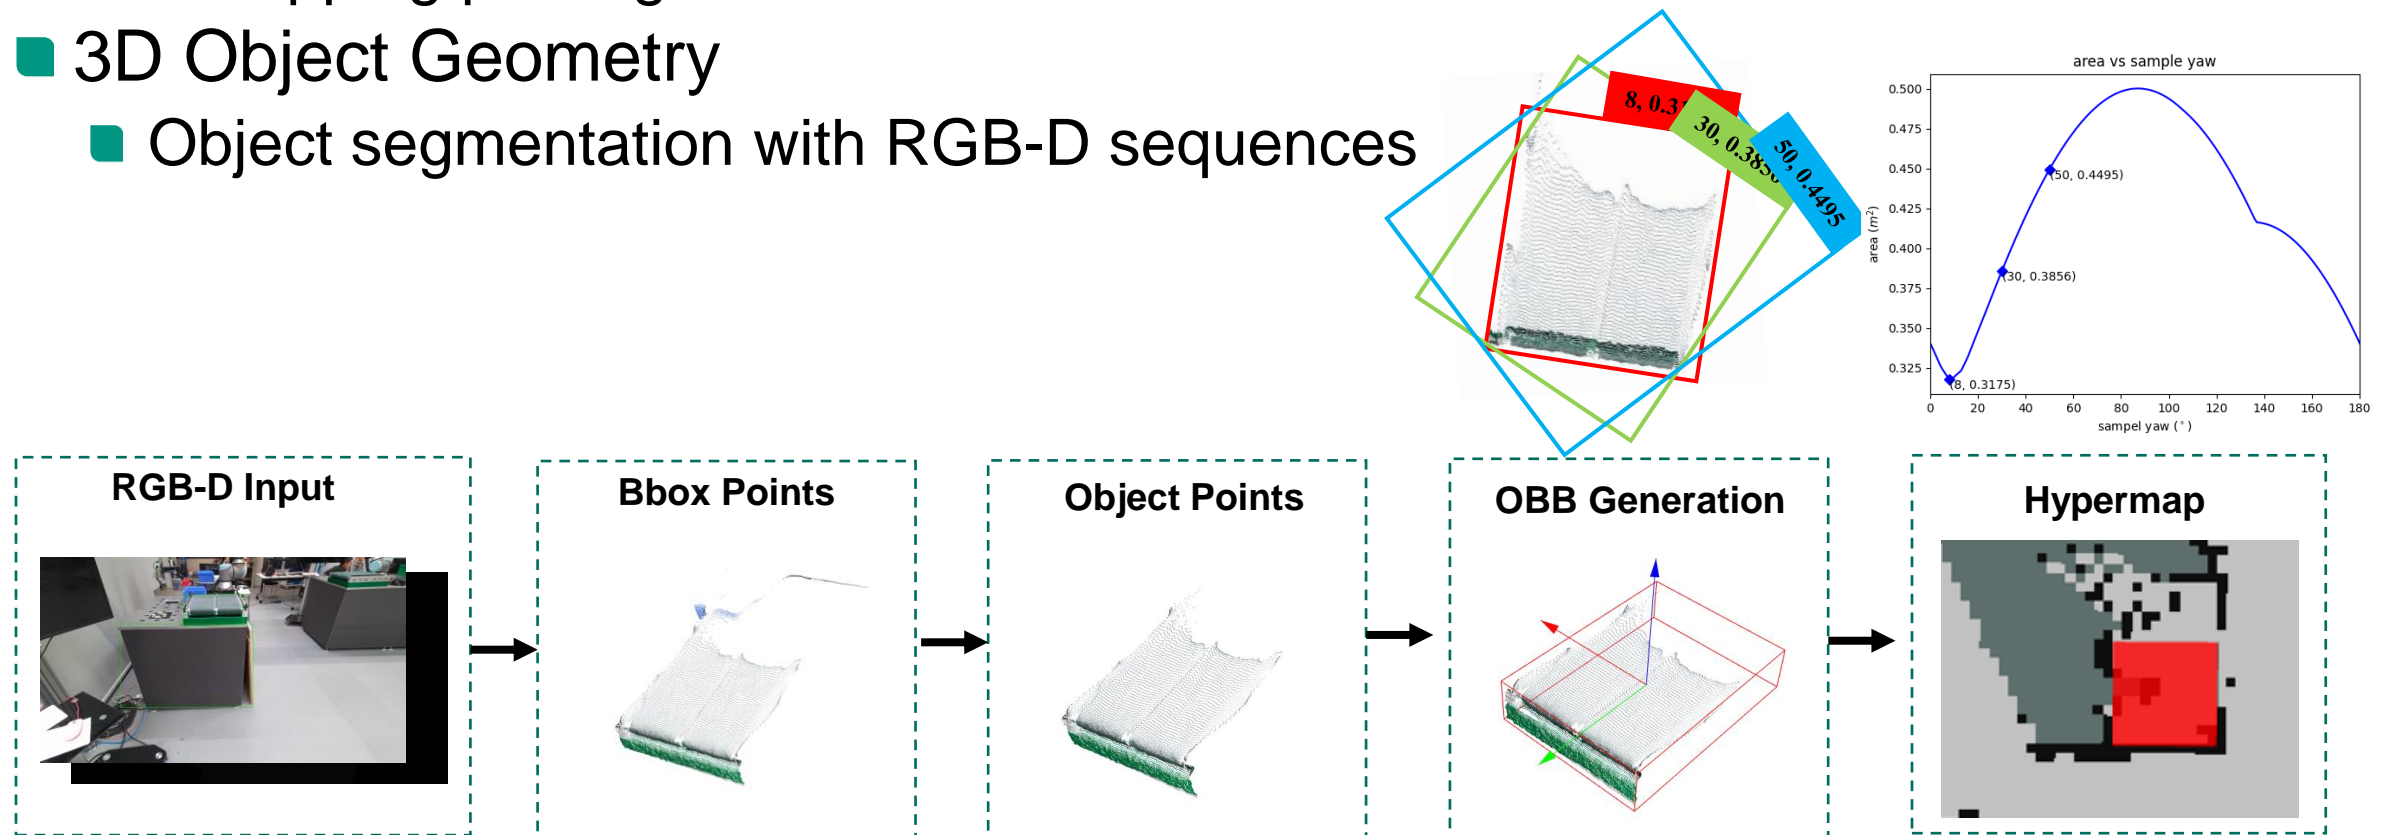 3D Object Geometry
Object segmentation with RGB-D sequences
8, 0.31
30, 0.3856
50, 0.4495
area vs sample yaw
0.500
0.475
0.450
0.425
0.400
0.375
0.350
0.325
area (m²)
(50, 0.4495)
(30, 0.3856)
(8, 0.3175)
0 20 40 60 80 100 120 140 160 180
sampel yaw (°)
RGB-D Input
Bbox Points
Object Points
OBB Generation
Hypermap